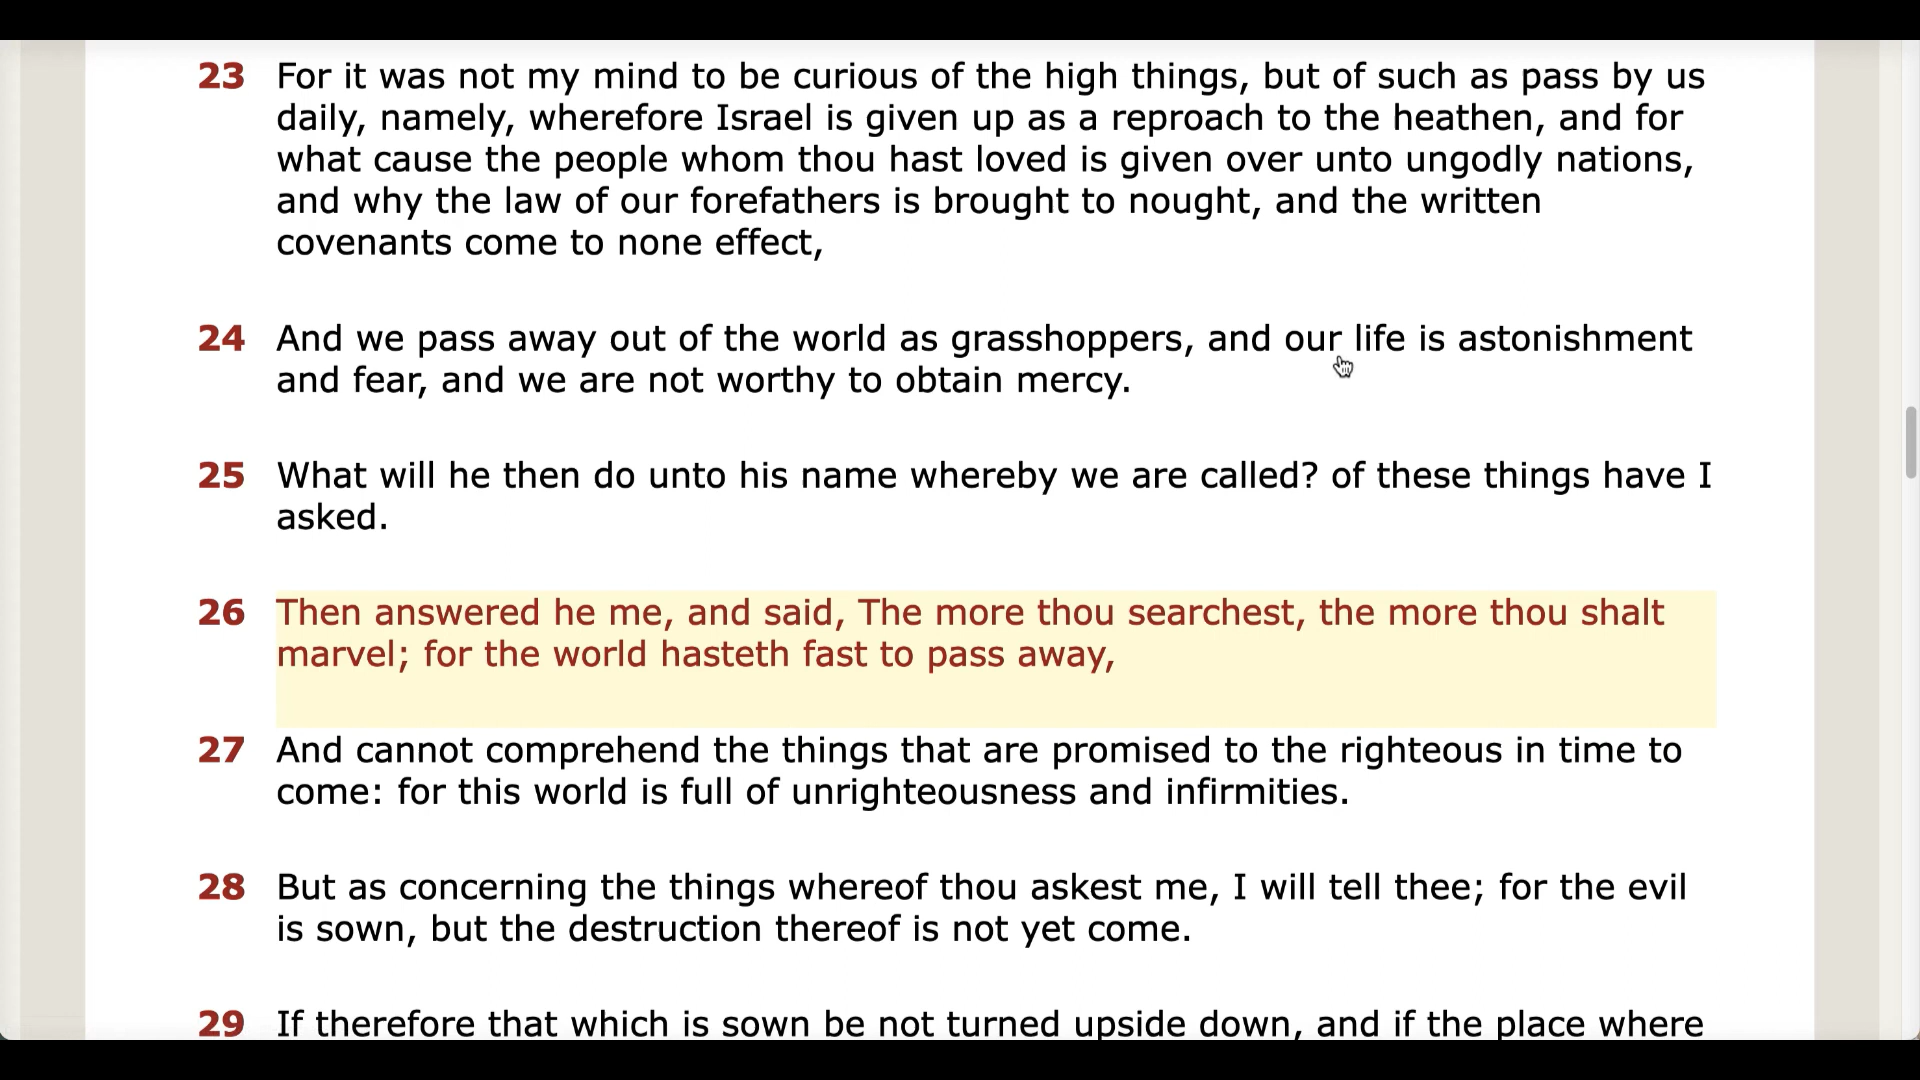 23 For it was not my mind to be curious of the high things, but of such as pass by us
daily, namely, wherefore Israel is given up as a reproach to the heathen, and for
what cause the people whom thou hast loved is given over unto ungodly nations,
and why the law of our forefathers is brought to nought, and the written
covenants come to none effect,
24 And we pass away out of the world as grasshoppers, and our life is astonishment
and fear, and we are not worthy to obtain mercy.
25 What will he then do unto his name whereby we are called? of these things have I
asked.
26 Then answered he me, and said, The more thou searchest, the more thou shalt
marvel; for the world hasteth fast to pass away,
27 And cannot comprehend the things that are promised to the righteous in time to
come: for this world is full of unrighteousness and infirmities.
28 But as concerning the things whereof thou askest me, I will tell thee; for the evil
is sown, but the destruction thereof is not yet come.
29 If therefore that which is sown be not turned upside down, and if the place where